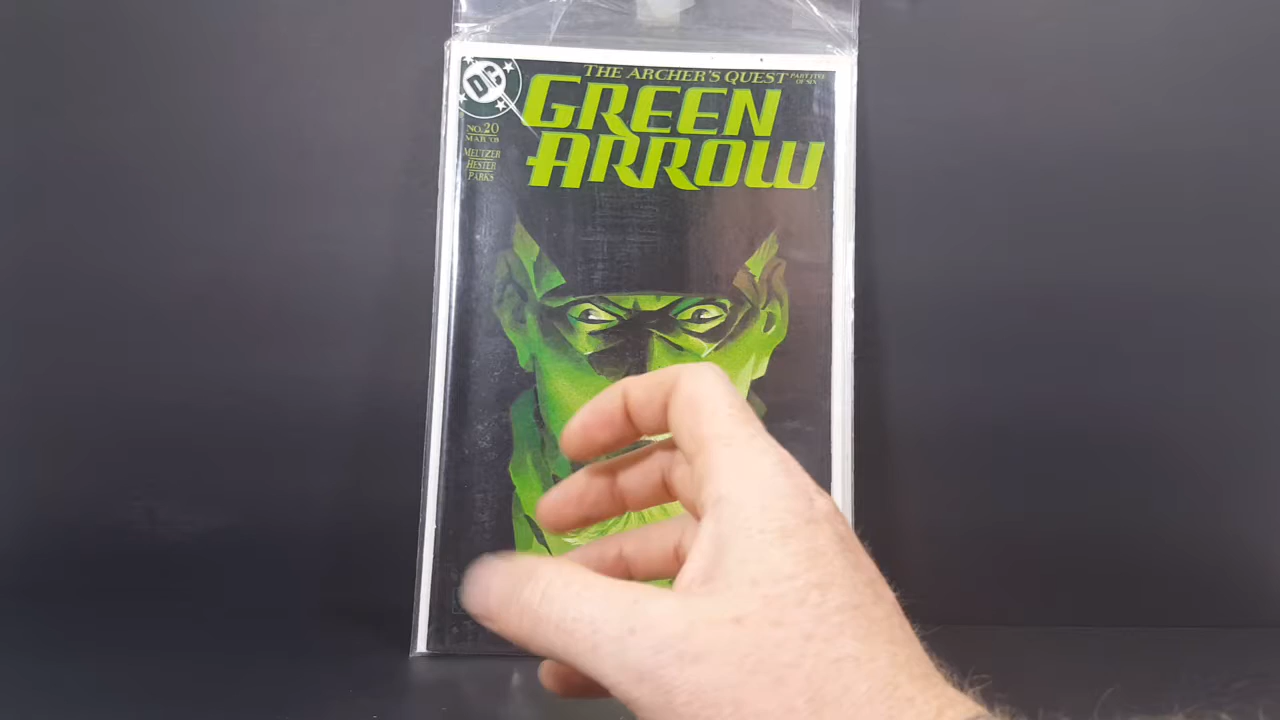 THE ARCHER'S QUEST PART FIVE
OF SIX
DC
GREEN
ARROW
NO. 20
MAR '03
MELTZER
HESTER
PARKS